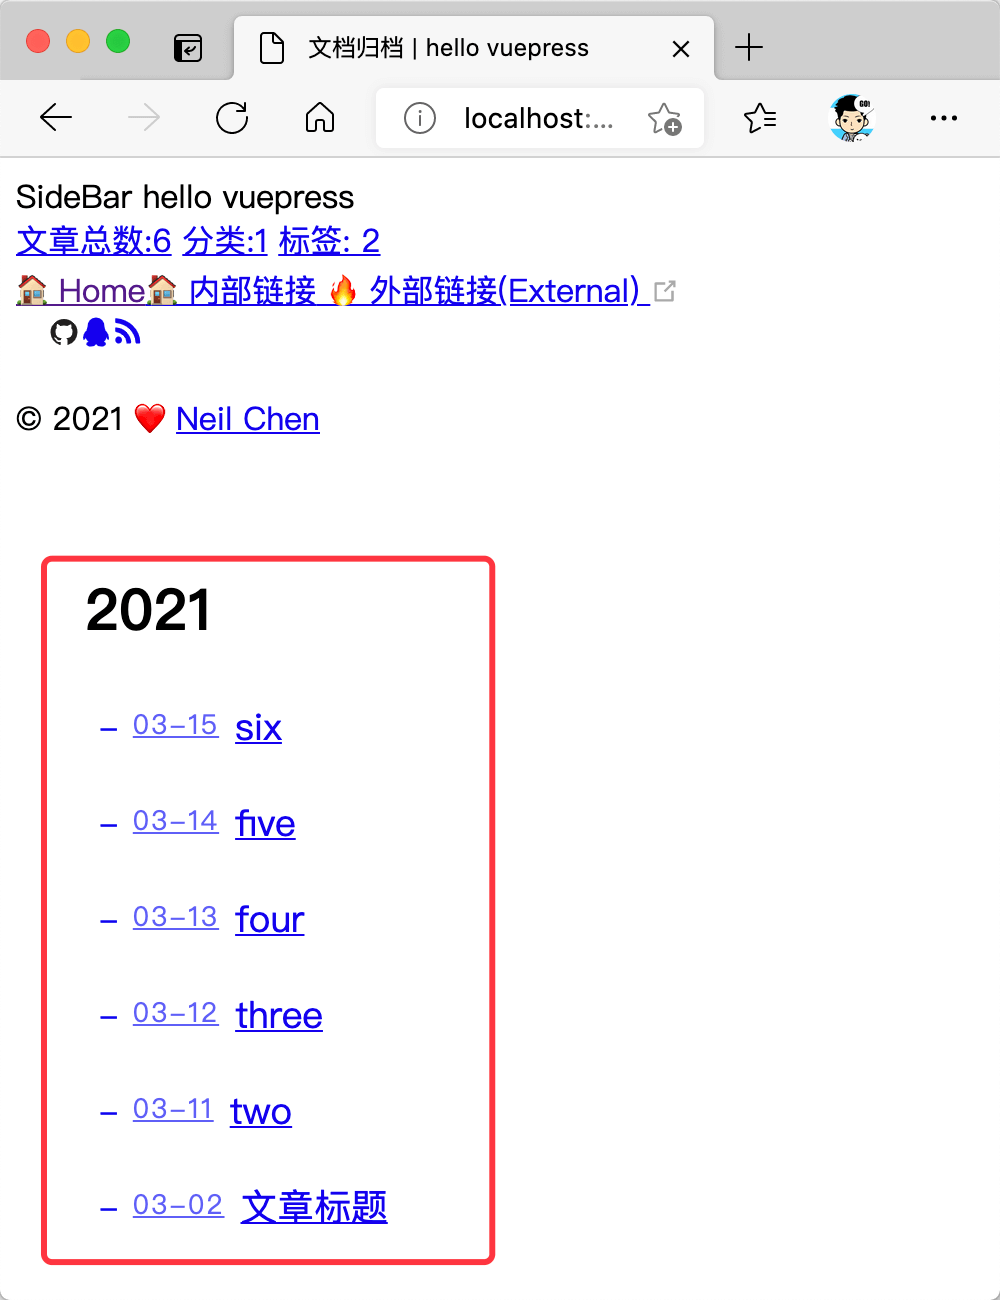 文档归档 | hello vuepress
localhost:...
GO!
SideBar hello vuepress
文章总数:6 分类:1 标签: 2
🏠 Home🏠 内部链接 🔥 外部链接(External)
© 2021 ❤️ Neil Chen
2021
– 03-15 six
– 03-14 five
– 03-13 four
– 03-12 three
– 03-11 two
– 03-02 文章标题